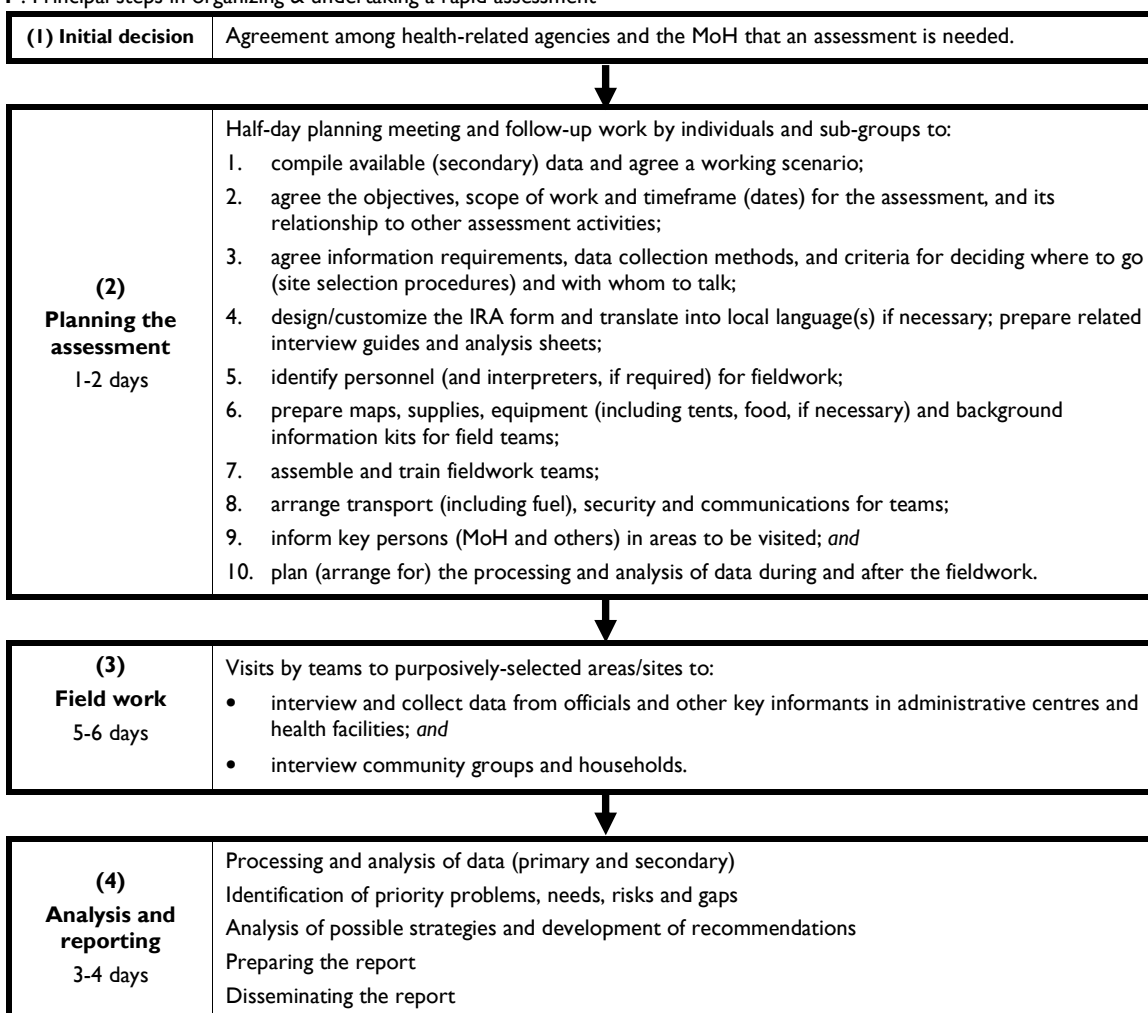 (1) Initial decision
Agreement among health-related agencies and the MoH that an assessment is needed.
(2)
Planning the
assessment
1-2 days
Half-day planning meeting and follow-up work by individuals and sub-groups to:
1. compile available (secondary) data and agree a working scenario;
2. agree the objectives, scope of work and timeframe (dates) for the assessment, and its
relationship to other assessment activities;
3. agree information requirements, data collection methods, and criteria for deciding where to go
(site selection procedures) and with whom to talk;
4. design/customize the IRA form and translate into local language(s) if necessary; prepare related
interview guides and analysis sheets;
5. identify personnel (and interpreters, if required) for fieldwork;
6. prepare maps, supplies, equipment (including tents, food, if necessary) and background
information kits for field teams;
7. assemble and train fieldwork teams;
8. arrange transport (including fuel), security and communications for teams;
9. inform key persons (MoH and others) in areas to be visited; and
10. plan (arrange for) the processing and analysis of data during and after the fieldwork.
(3)
Field work
5-6 days
Visits by teams to purposively-selected areas/sites to:
• interview and collect data from officials and other key informants in administrative centres and
health facilities; and
• interview community groups and households.
(4)
Analysis and
reporting
3-4 days
Processing and analysis of data (primary and secondary)
Identification of priority problems, needs, risks and gaps
Analysis of possible strategies and development of recommendations
Preparing the report
Disseminating the report